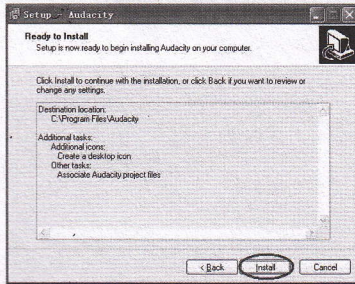 Setup - Audacity
Ready to Install
Setup is now ready to begin installing Audacity on your computer.
Click Install to continue with the installation, or click Back if you want to review or
change any settings.
Destination location:
C:\Program Files\Audacity
Additional tasks:
Additional icons:
Create a desktop icon
Other tasks:
Associate Audacity project files
< Back
Install
Cancel